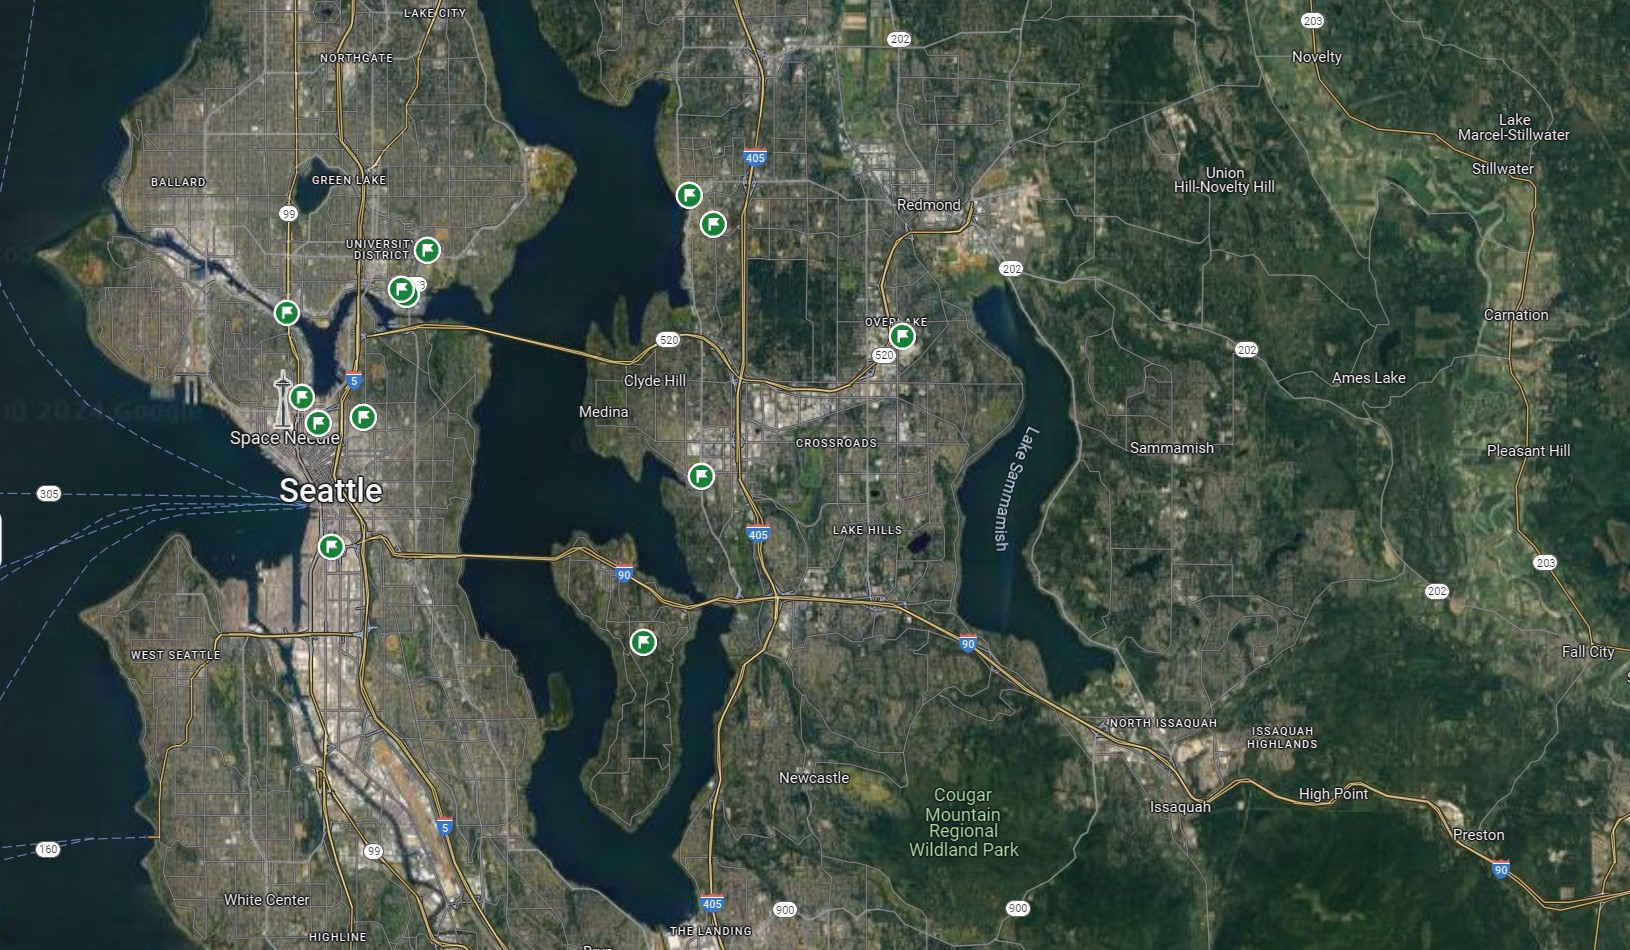 LAKE CITY
203
202
NORTHGATE
Novelty
Lake
Marcel-Stillwater
405
Stillwater
BALLARD
GREEN LAKE
Union
Hill-Novelty Hill
Redmond
99
UNIVERSITY
DISTRICT
202
3
Carnation
OVERLAKE
520
520
202
5
Clyde Hill
Ames Lake
© 2024 Google
Medina
Space Needle
CROSSROADS
Sammamish
Pleasant Hill
Lake Sammamish
305
Seattle
405
LAKE HILLS
203
90
202
WEST SEATTLE
90
Fall City
NORTH ISSAQUAH
ISSAQUAH
HIGHLANDS
Newcastle
Cougar
Mountain
Regional
Wildland Park
High Point
Issaquah
5
Preston
160
99
90
White Center
405
900
900
THE LANDING
HIGHLINE